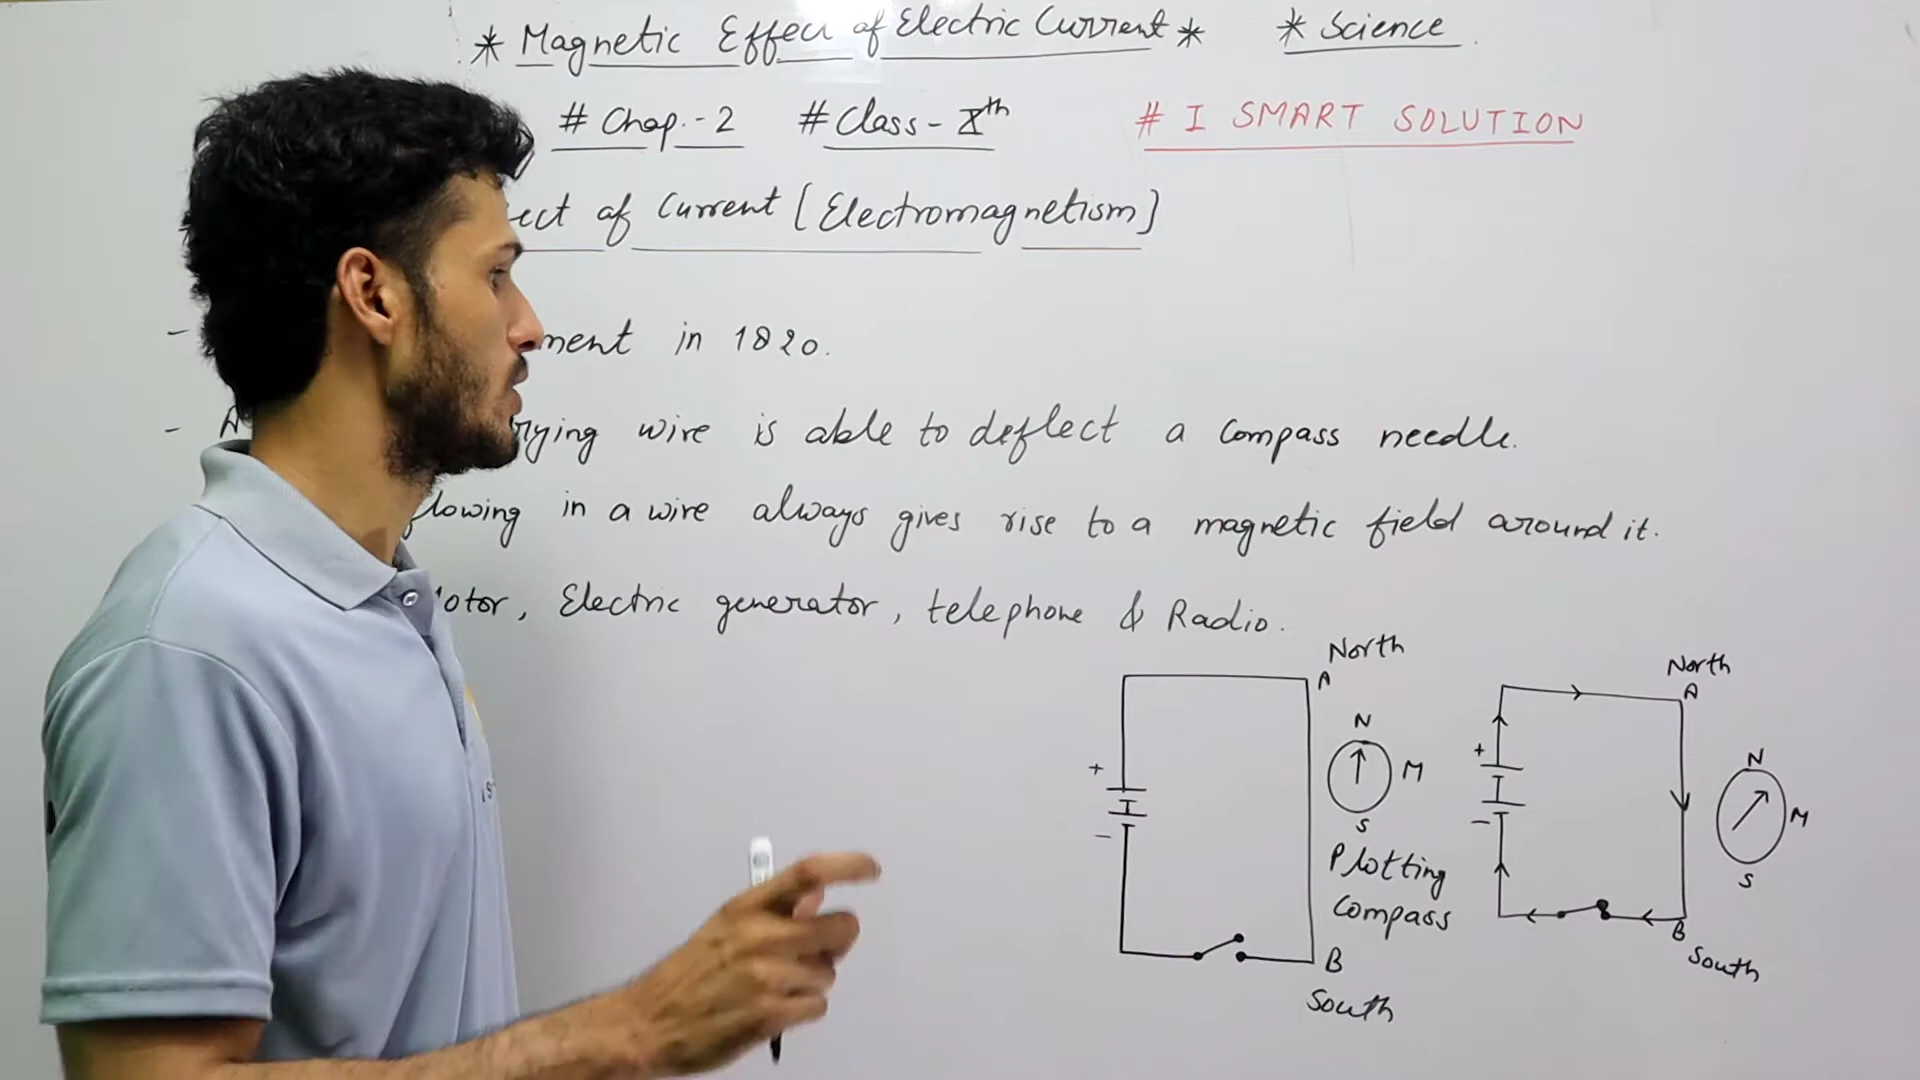 * Magnetic Effect of Electric Current * * Science
# Chap.-2 # Class-Xth # I SMART SOLUTION
ect of Current [Electromagnetism]
- ment in 1820.
- A rying wire is able to deflect a compass needle.
flowing in a wire always gives rise to a magnetic field around it.
otor, Electric generator, telephone & Radio.
North
A
N
M
S
Plotting
Compass
+
-
B
South
North
A
+
-
N
M
S
B
South